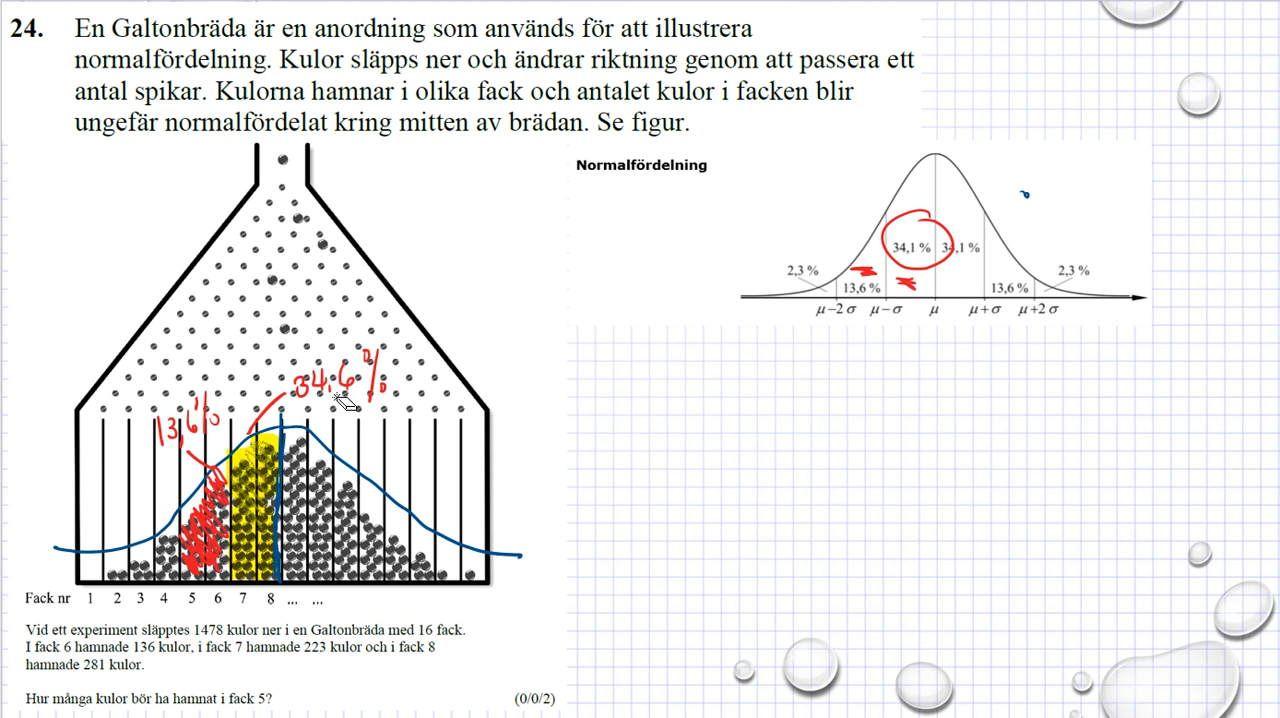 24. En Galtonbräda är en anordning som används för att illustrera
normalfördelning. Kulor släpps ner och ändrar riktning genom att passera ett
antal spikar. Kulorna hamnar i olika fack och antalet kulor i facken blir
ungefär normalfördelat kring mitten av brädan. Se figur.
Normalfördelning
34,1 % 34,1 %
2,3 % 2,3 %
13,6 % 13,6 %
μ−2σ μ−σ μ μ+σ μ+2σ
34,6%
13,6%
Fack nr 1 2 3 4 5 6 7 8 ... ...
Vid ett experiment släpptes 1478 kulor ner i en Galtonbräda med 16 fack.
I fack 6 hamnade 136 kulor, i fack 7 hamnade 223 kulor och i fack 8
hamnade 281 kulor.
Hur många kulor bör ha hamnat i fack 5? (0/0/2)